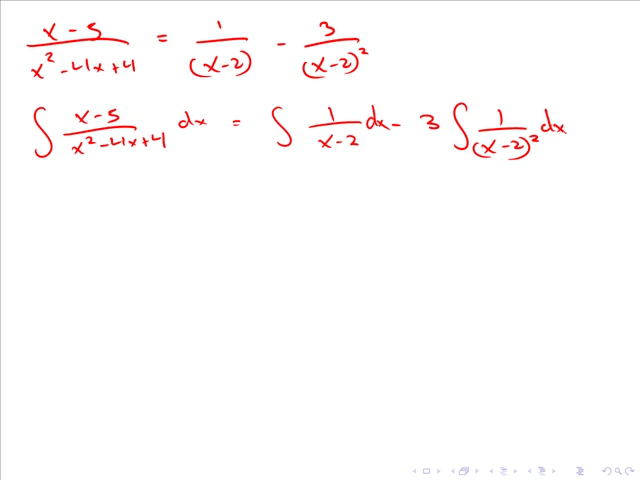 x - 5 / x² - 4x + 4 = 1 / (x - 2) - 3 / (x - 2)²
∫ x - 5 / x² - 4x + 4 dx = ∫ 1 / x - 2 dx - 3 ∫ 1 / (x - 2)² dx